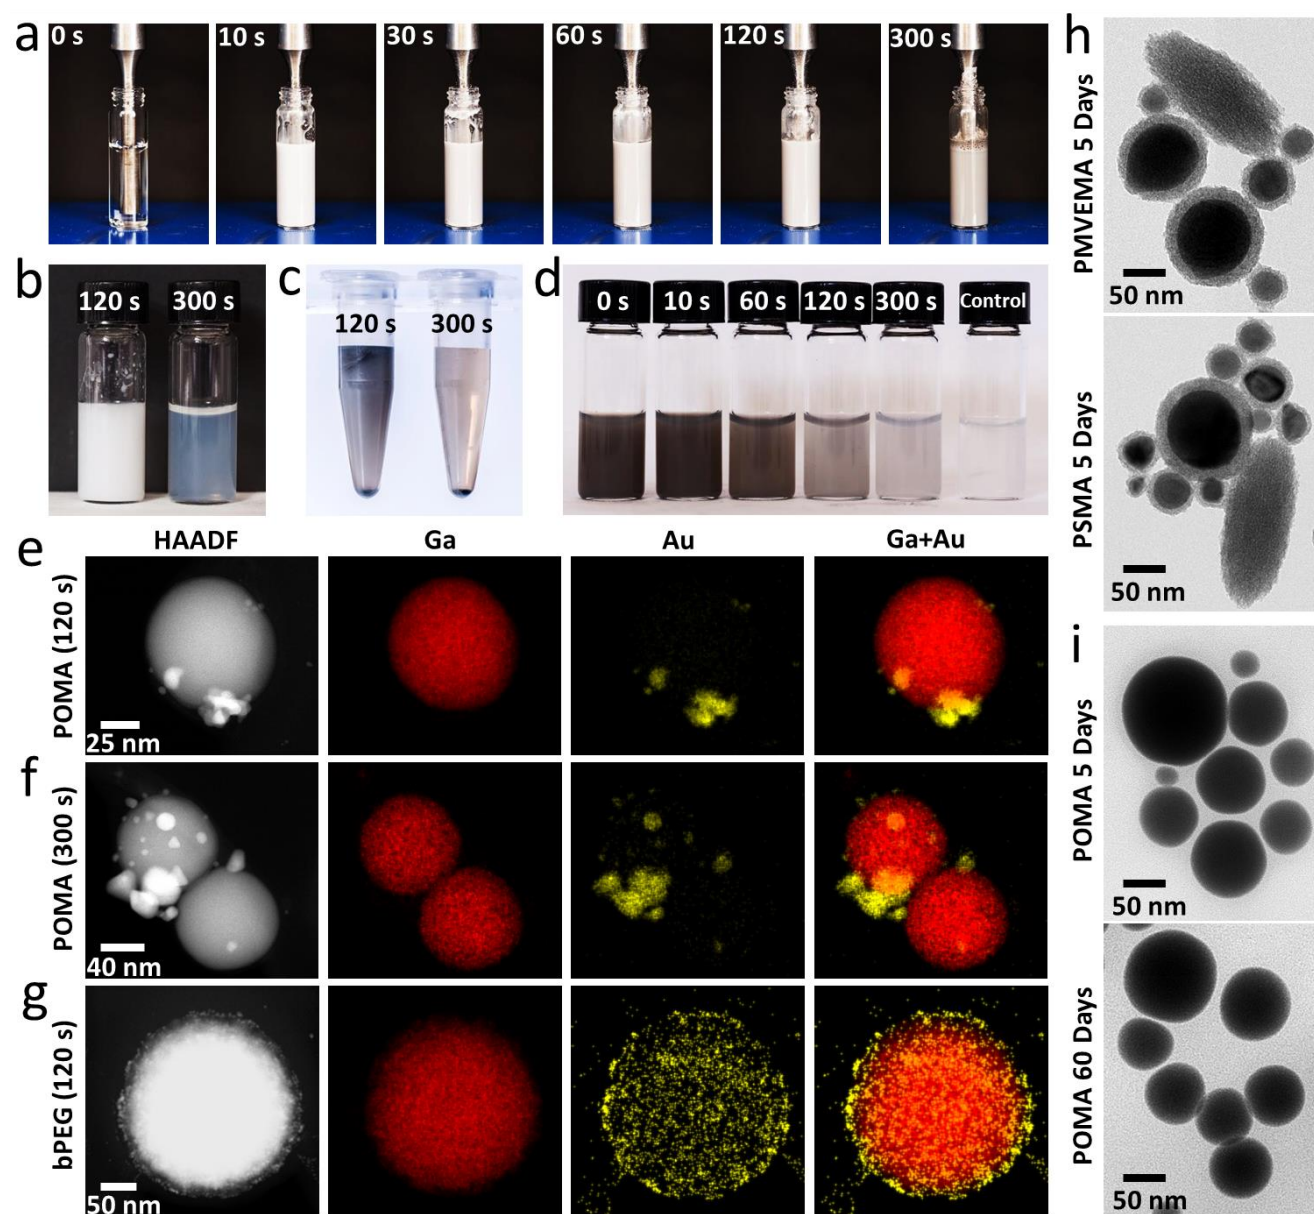 a
0 s
10 s
30 s
60 s
120 s
300 s
b
120 s
300 s
c
120 s
300 s
d
0 s
10 s
60 s
120 s
300 s
Control
HAADF
Ga
Au
Ga+Au
e
POMA (120 s)
25 nm
f
POMA (300 s)
40 nm
g
bPEG (120 s)
50 nm
h
PMVEMA 5 Days
50 nm
PSMA 5 Days
50 nm
i
POMA 5 Days
50 nm
POMA 60 Days
50 nm